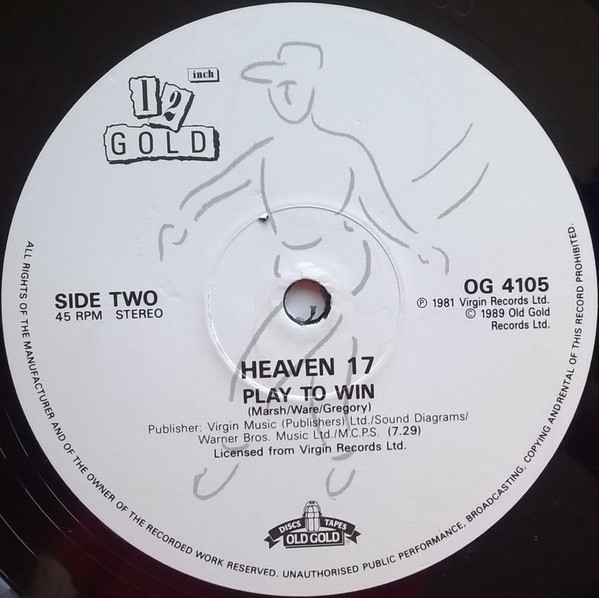 12 inch
GOLD
SIDE TWO
45 RPM STEREO
OG 4105
℗ 1981 Virgin Records Ltd.
© 1989 Old Gold
Records Ltd.
HEAVEN 17
PLAY TO WIN
(Marsh/Ware/Gregory)
Publisher: Virgin Music (Publishers) Ltd./Sound Diagrams/
Warner Bros. Music Ltd./M.C.P.S. (7.29)
Licensed from Virgin Records Ltd.
DISCS TAPES
OLD GOLD
ALL RIGHTS OF THE MANUFACTURER AND OF THE OWNER OF THE RECORDED WORK RESERVED. UNAUTHORISED PUBLIC PERFORMANCE, BROADCASTING, COPYING ANDRENTAL OF THIS RECORD PROHIBITED.